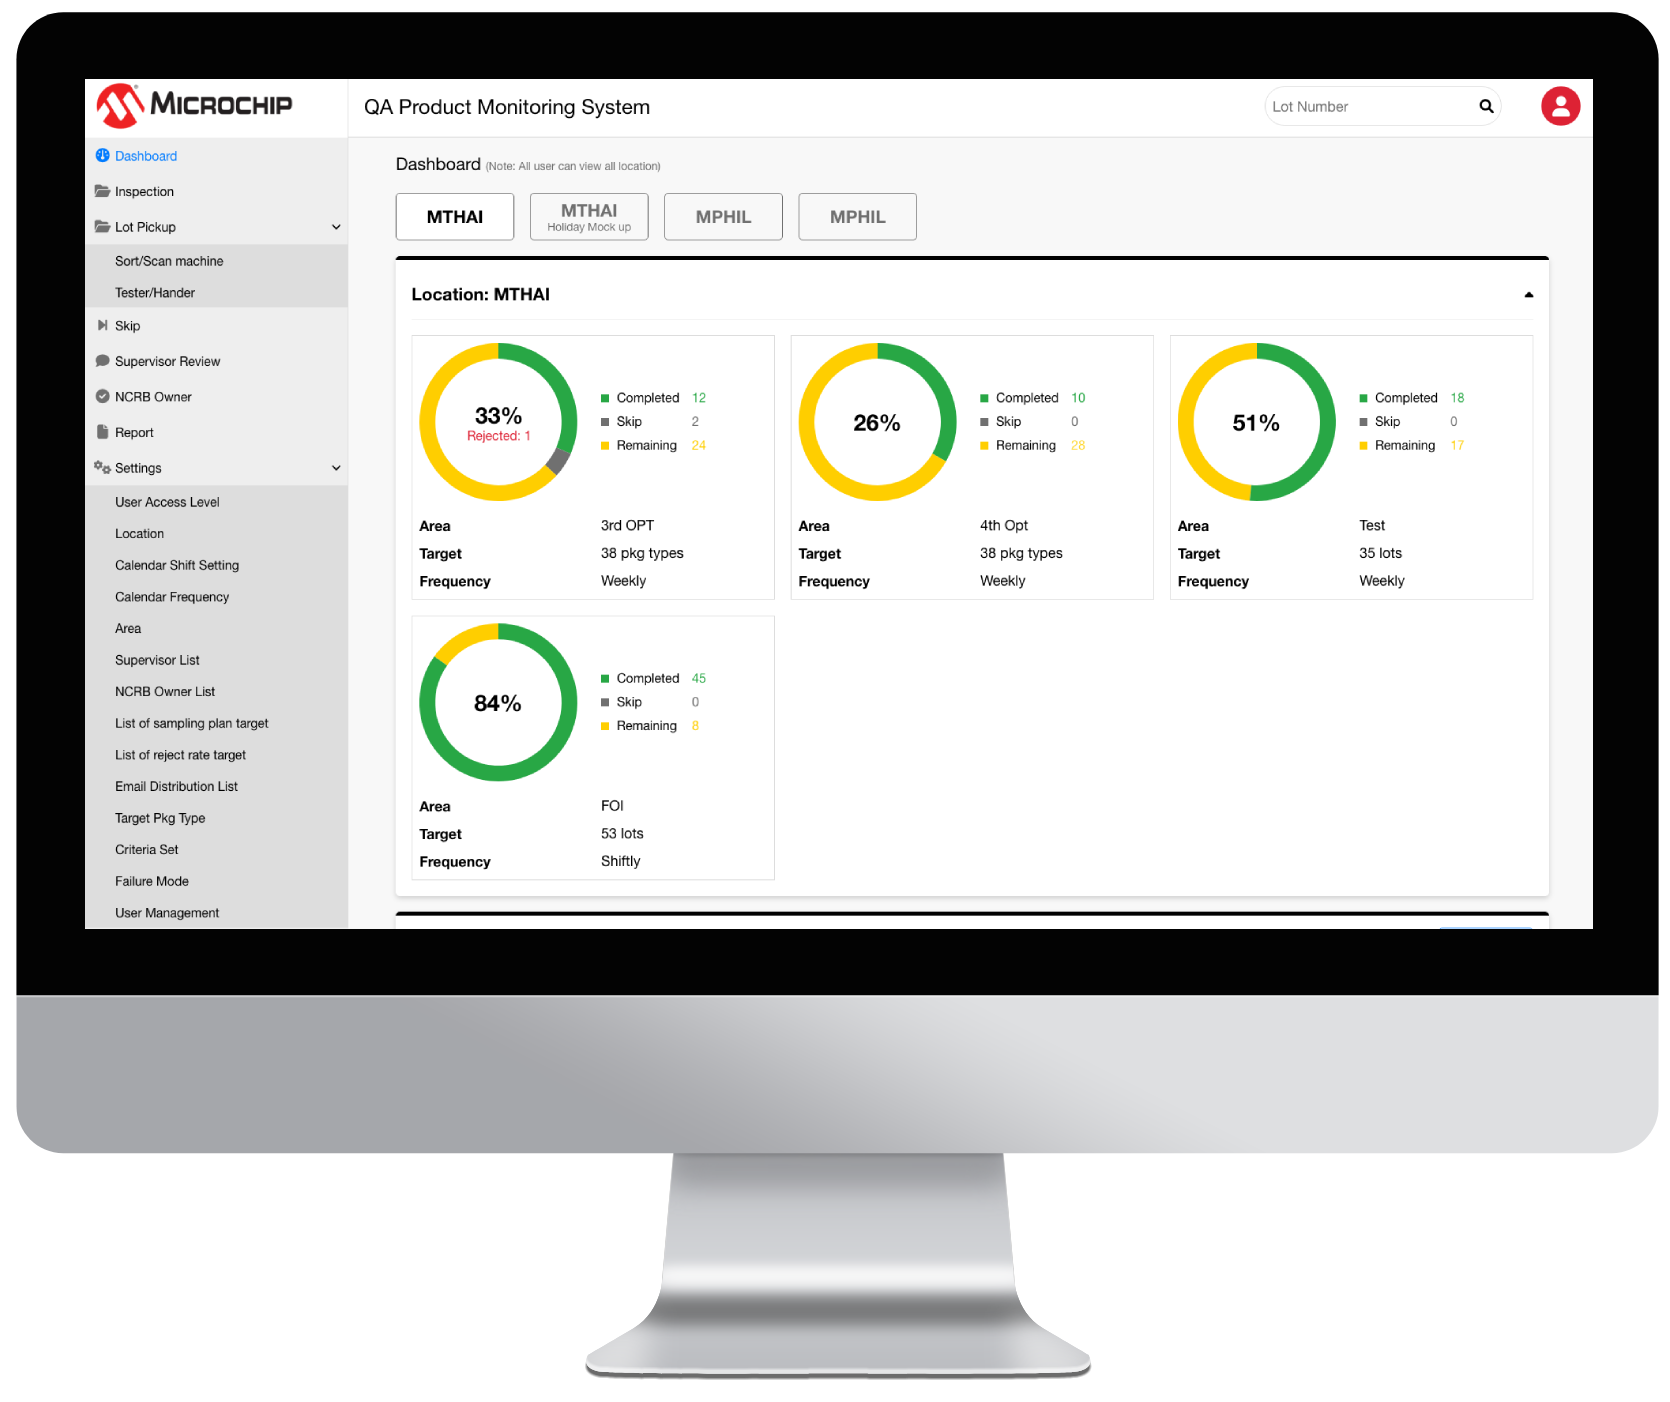 MICROCHIP
QA Product Monitoring System
Lot Number
Dashboard
Inspection
Lot Pickup
Sort/Scan machine
Tester/Hander
Skip
Supervisor Review
NCRB Owner
Report
Settings
User Access Level
Location
Calendar Shift Setting
Calendar Frequency
Area
Supervisor List
NCRB Owner List
List of sampling plan target
List of reject rate target
Email Distribution List
Target Pkg Type
Criteria Set
Failure Mode
User Management
Dashboard (Note: All user can view all location)
MTHAI
MTHAI
Holiday Mock up
MPHIL
MPHIL
Location: MTHAI
33%
Rejected: 1
Completed 12
Skip 2
Remaining 24
Area 3rd OPT
Target 38 pkg types
Frequency Weekly
26%
Completed 10
Skip 0
Remaining 28
Area 4th Opt
Target 38 pkg types
Frequency Weekly
51%
Completed 18
Skip 0
Remaining 17
Area Test
Target 35 lots
Frequency Weekly
84%
Completed 45
Skip 0
Remaining 8
Area FOI
Target 53 lots
Frequency Shiftly